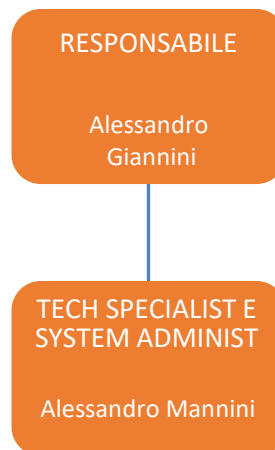 RESPONSABILE
Alessandro
Giannini
TECH SPECIALIST E
SYSTEM ADMINIST
Alessandro Mannini